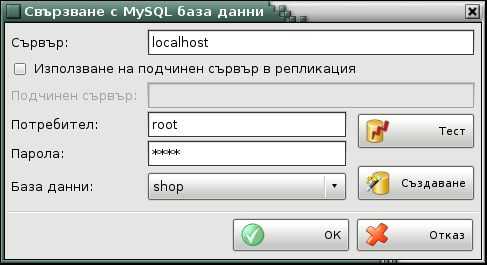 Свързване с MySQL база данни
Сървър: localhost
Използване на подчинен сървър в репликация
Подчинен сървър:
Потребител: root
Тест
Парола: ****
База данни: shop
Създаване
OK Отказ